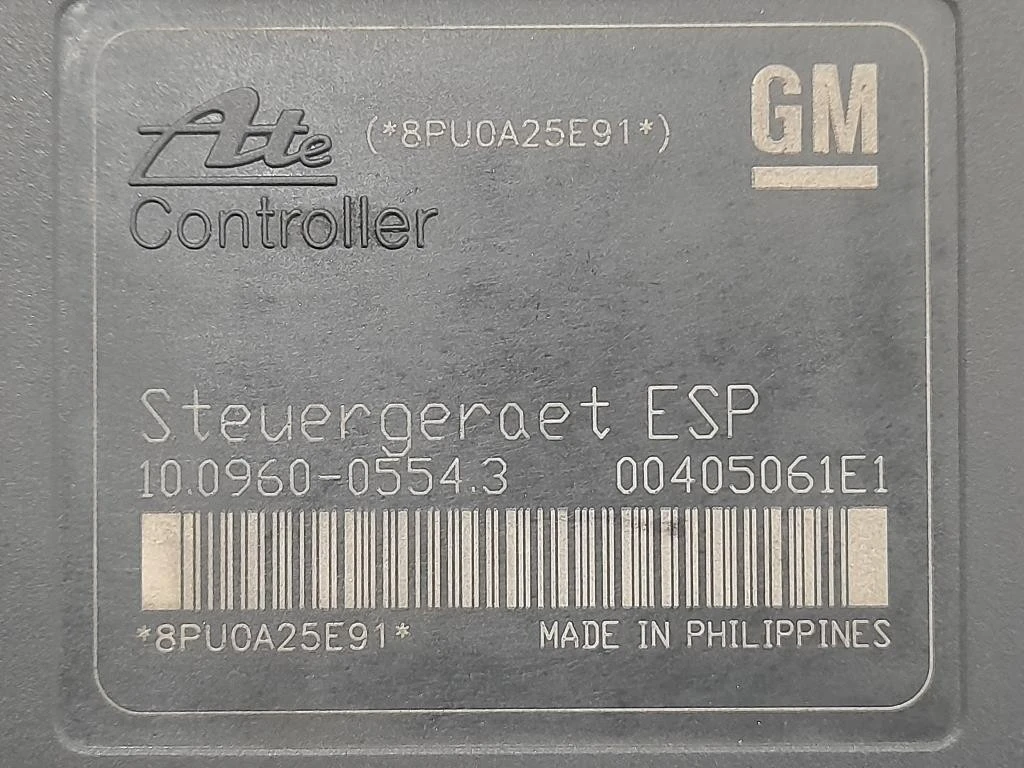 Ate (*8PU0A25E91*) GM
Controller
Steuergeraet ESP
10.0960-0554.3 00405061E1
*8PU0A25E91* MADE IN PHILIPPINES